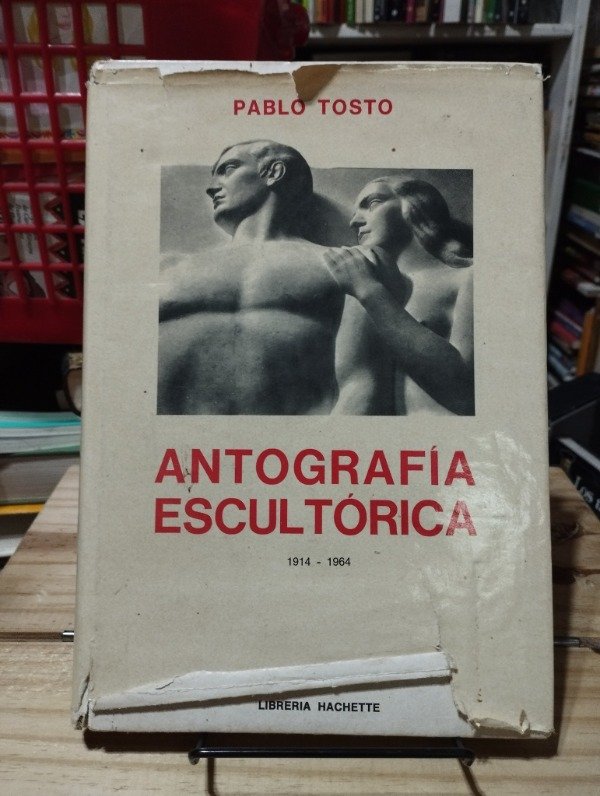 PABLO TOSTO
ANTOGRAFÍA
ESCULTÓRICA
1914 - 1964
LIBRERIA HACHETTE